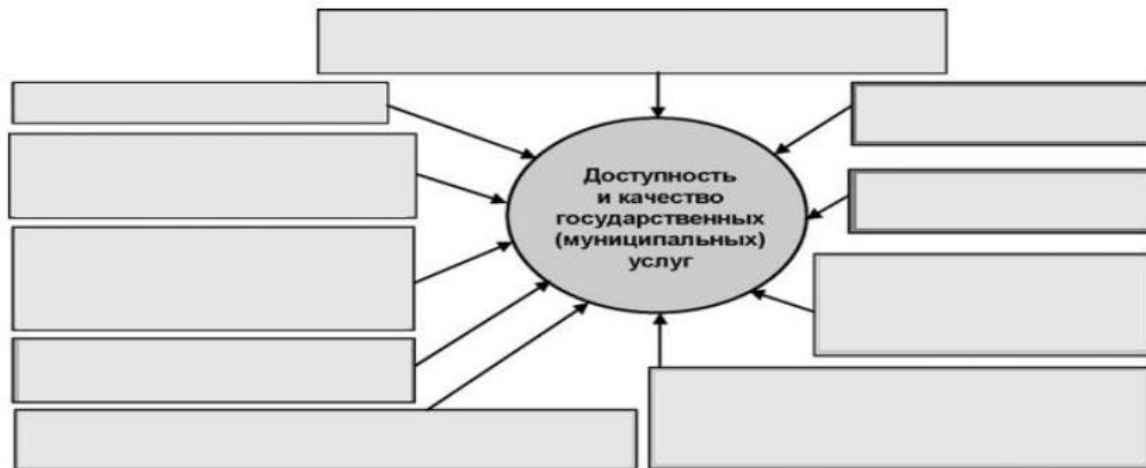 Доступность
и качество
государственных
(муниципальных)
услуг